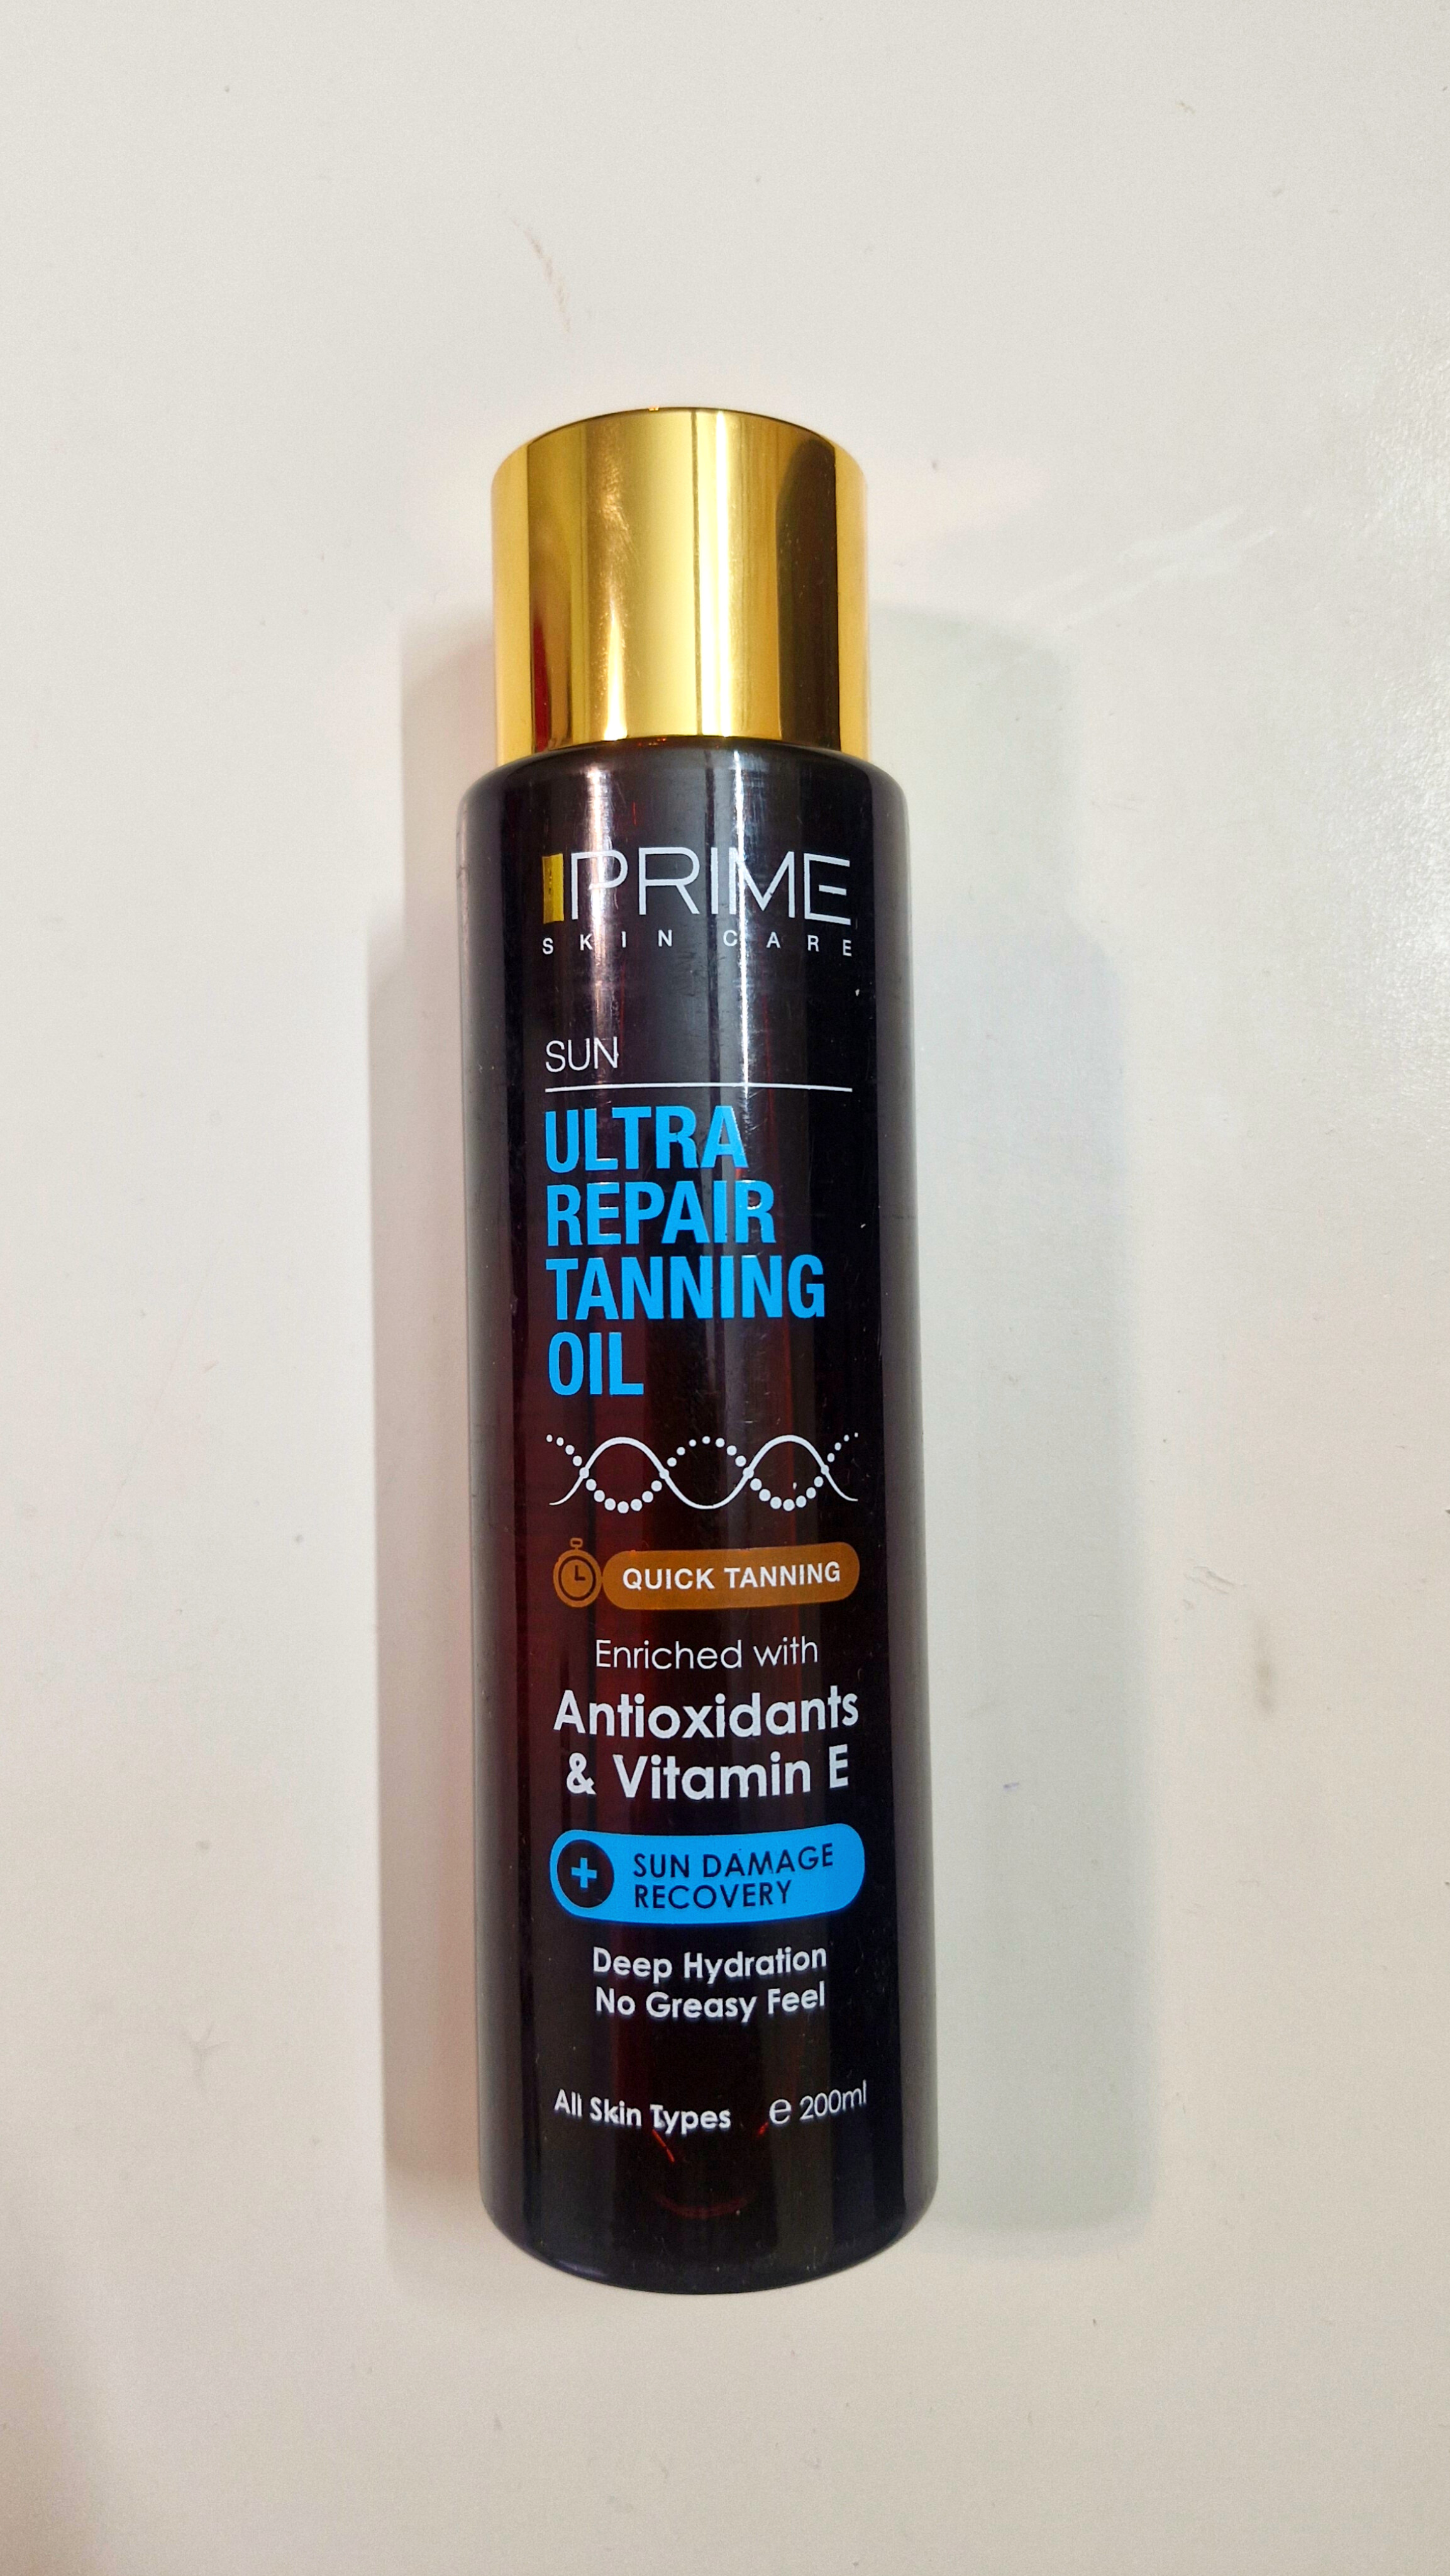 PRIME
SKIN CARE
SUN
ULTRA
REPAIR
TANNING
OIL
QUICK TANNING
Enriched with
Antioxidants
& Vitamin E
SUN DAMAGE
RECOVERY
Deep Hydration
No Greasy Feel
All Skin Types ℮ 200ml